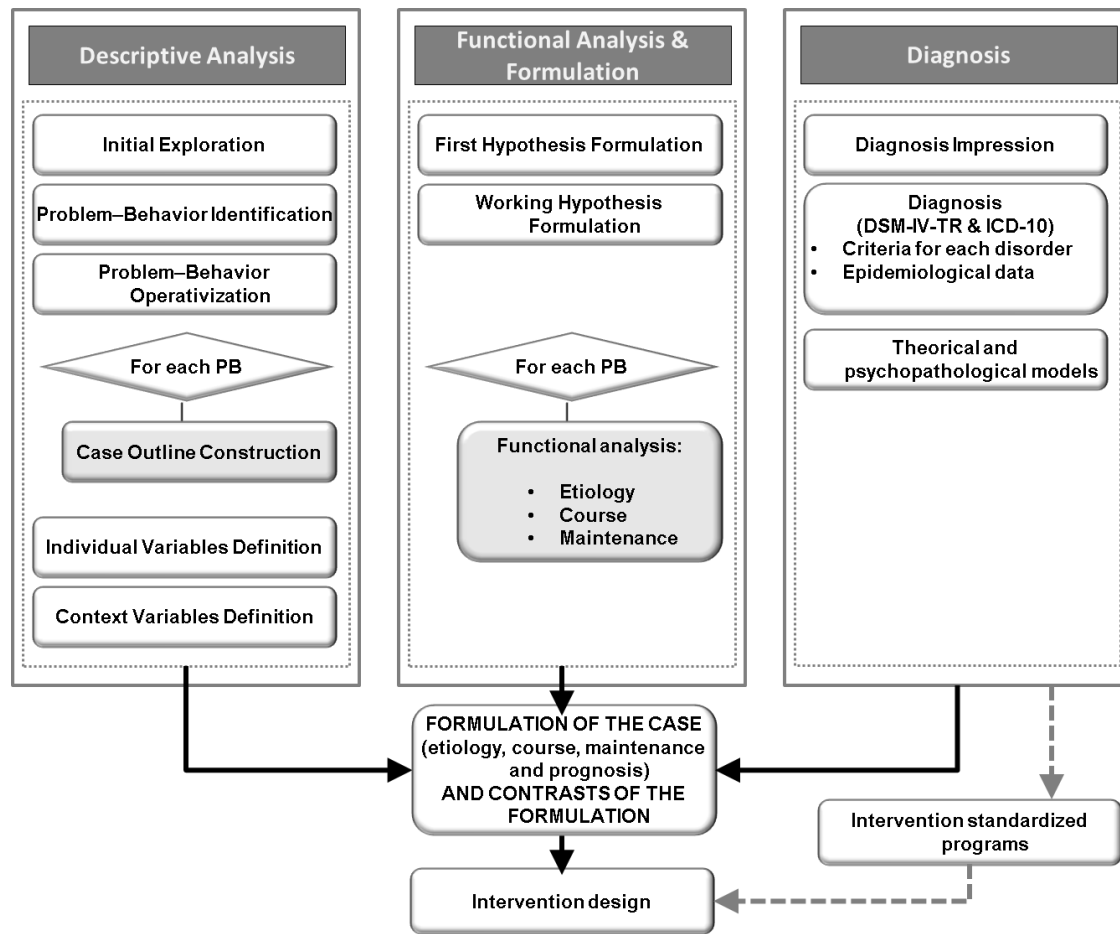 Descriptive Analysis
Initial Exploration
Problem–Behavior Identification
Problem–Behavior
Operativization
For each PB
Case Outline Construction
Individual Variables Definition
Context Variables Definition
Functional Analysis &
Formulation
First Hypothesis Formulation
Working Hypothesis
Formulation
For each PB
Functional analysis:
• Etiology
• Course
• Maintenance
Diagnosis
Diagnosis Impression
Diagnosis
(DSM-IV-TR & ICD-10)
• Criteria for each disorder
• Epidemiological data
Theorical and
psychopathological models
FORMULATION OF THE CASE
(etiology, course, maintenance
and prognosis)
AND CONTRASTS OF THE
FORMULATION
Intervention standardized
programs
Intervention design